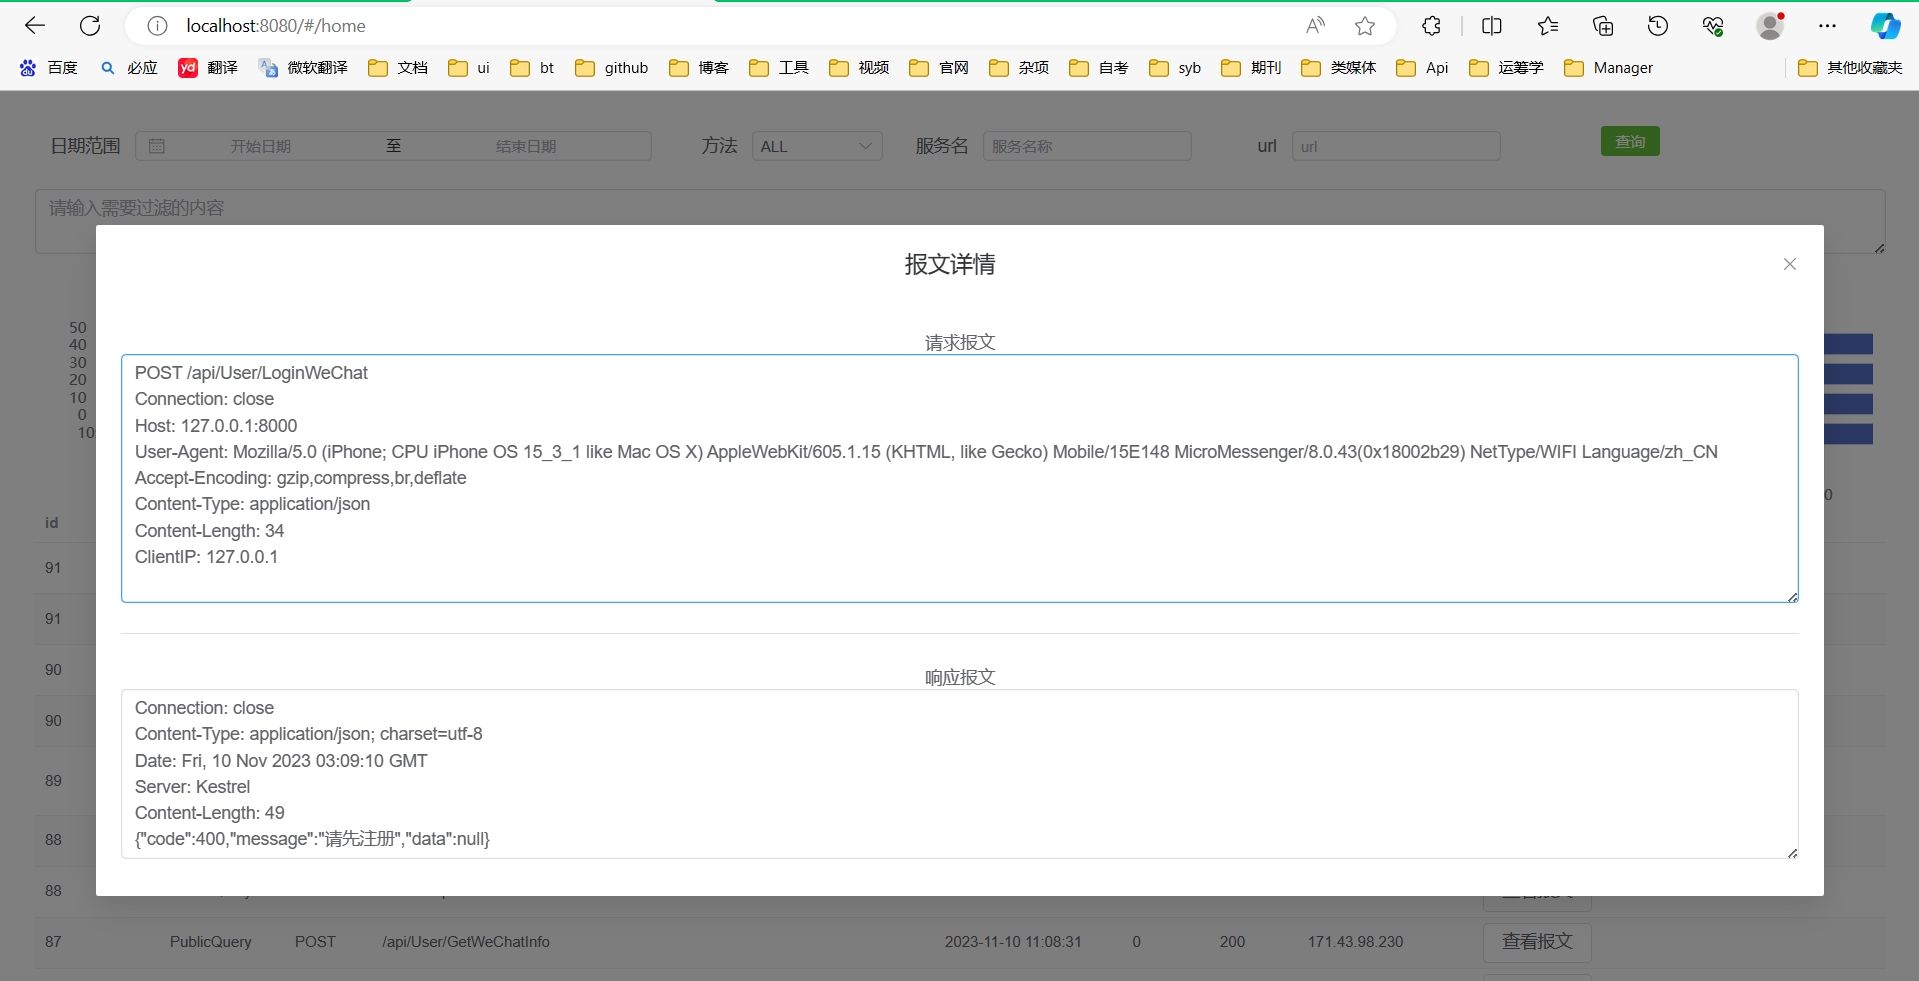 localhost:8080/#/home
百度 必应 翻译 微软翻译 文档 ui bt github 博客 工具 视频 官网 杂项 自考 syb 期刊 类媒体 Api 运筹学 Manager 其他收藏夹
日期范围 开始日期 至 结束日期 方法 ALL 服务名 服务名称 url url 查询
请输入需要过滤的内容
报文详情
请求报文
POST /api/User/LoginWeChat
Connection: close
Host: 127.0.0.1:8000
User-Agent: Mozilla/5.0 (iPhone; CPU iPhone OS 15_3_1 like Mac OS X) AppleWebKit/605.1.15 (KHTML, like Gecko) Mobile/15E148 MicroMessenger/8.0.43(0x18002b29) NetType/WIFI Language/zh_CN
Accept-Encoding: gzip,compress,br,deflate
Content-Type: application/json
Content-Length: 34
ClientIP: 127.0.0.1
响应报文
Connection: close
Content-Type: application/json; charset=utf-8
Date: Fri, 10 Nov 2023 03:09:10 GMT
Server: Kestrel
Content-Length: 49
{"code":400,"message":"请先注册","data":null}
50
40
30
20
10
0
10
0
id
91
91
90
90
89
88
88
87 PublicQuery POST /api/User/GetWeChatInfo 2023-11-10 11:08:31 0 200 171.43.98.230 查看报文